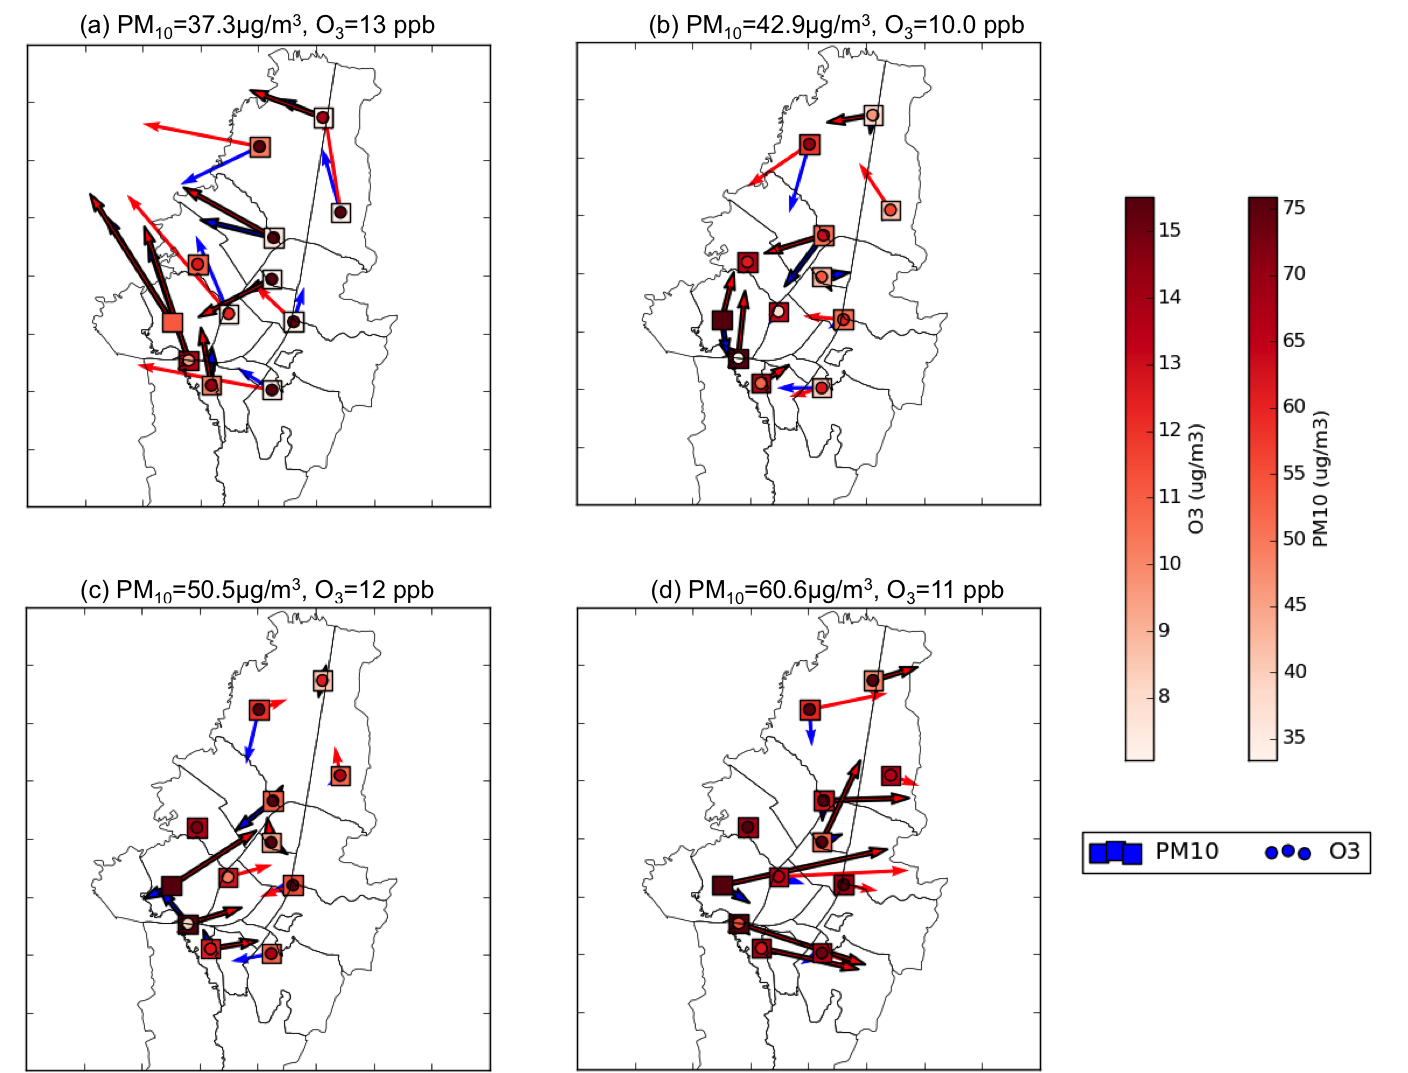 (a) PM₁₀=37.3µg/m³, O₃=13 ppb
(b) PM₁₀=42.9µg/m³, O₃=10.0 ppb
15
14
13
12
11
10
9
8
O3 (ug/m3)
75
70
65
60
55
50
45
40
35
PM10 (ug/m3)
(c) PM₁₀=50.5µg/m³, O₃=12 ppb
(d) PM₁₀=60.6µg/m³, O₃=11 ppb
PM10 O3